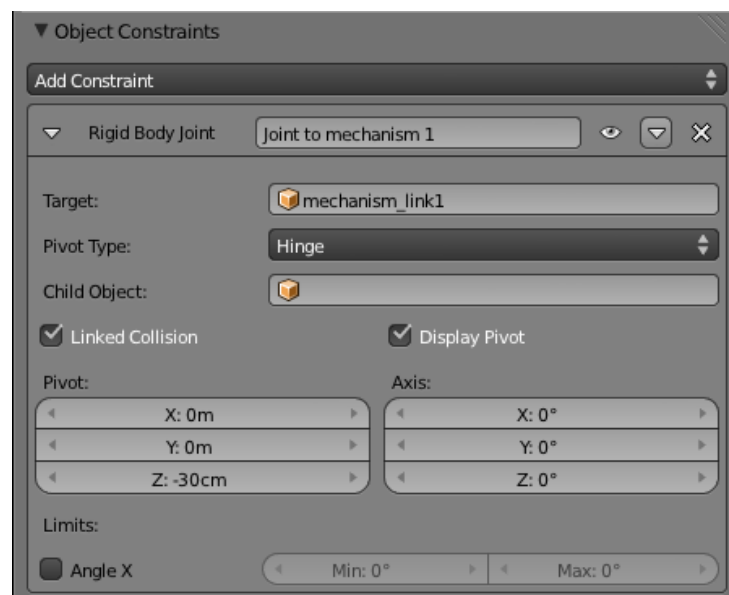 Object Constraints
Add Constraint
Rigid Body Joint Joint to mechanism 1
Target: mechanism_link1
Pivot Type: Hinge
Child Object:
Linked Collision Display Pivot
Pivot: Axis:
X: 0m X: 0°
Y: 0m Y: 0°
Z: -30cm Z: 0°
Limits:
Angle X Min: 0° Max: 0°